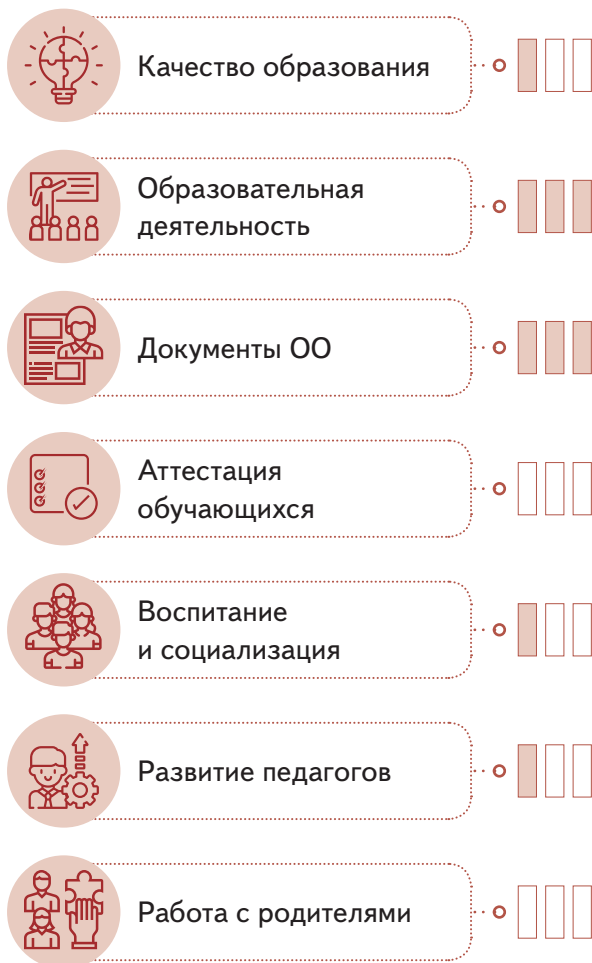 Качество образования
Образовательная
деятельность
Документы ОО
Аттестация
обучающихся
Воспитание
и социализация
Развитие педагогов
Работа с родителями